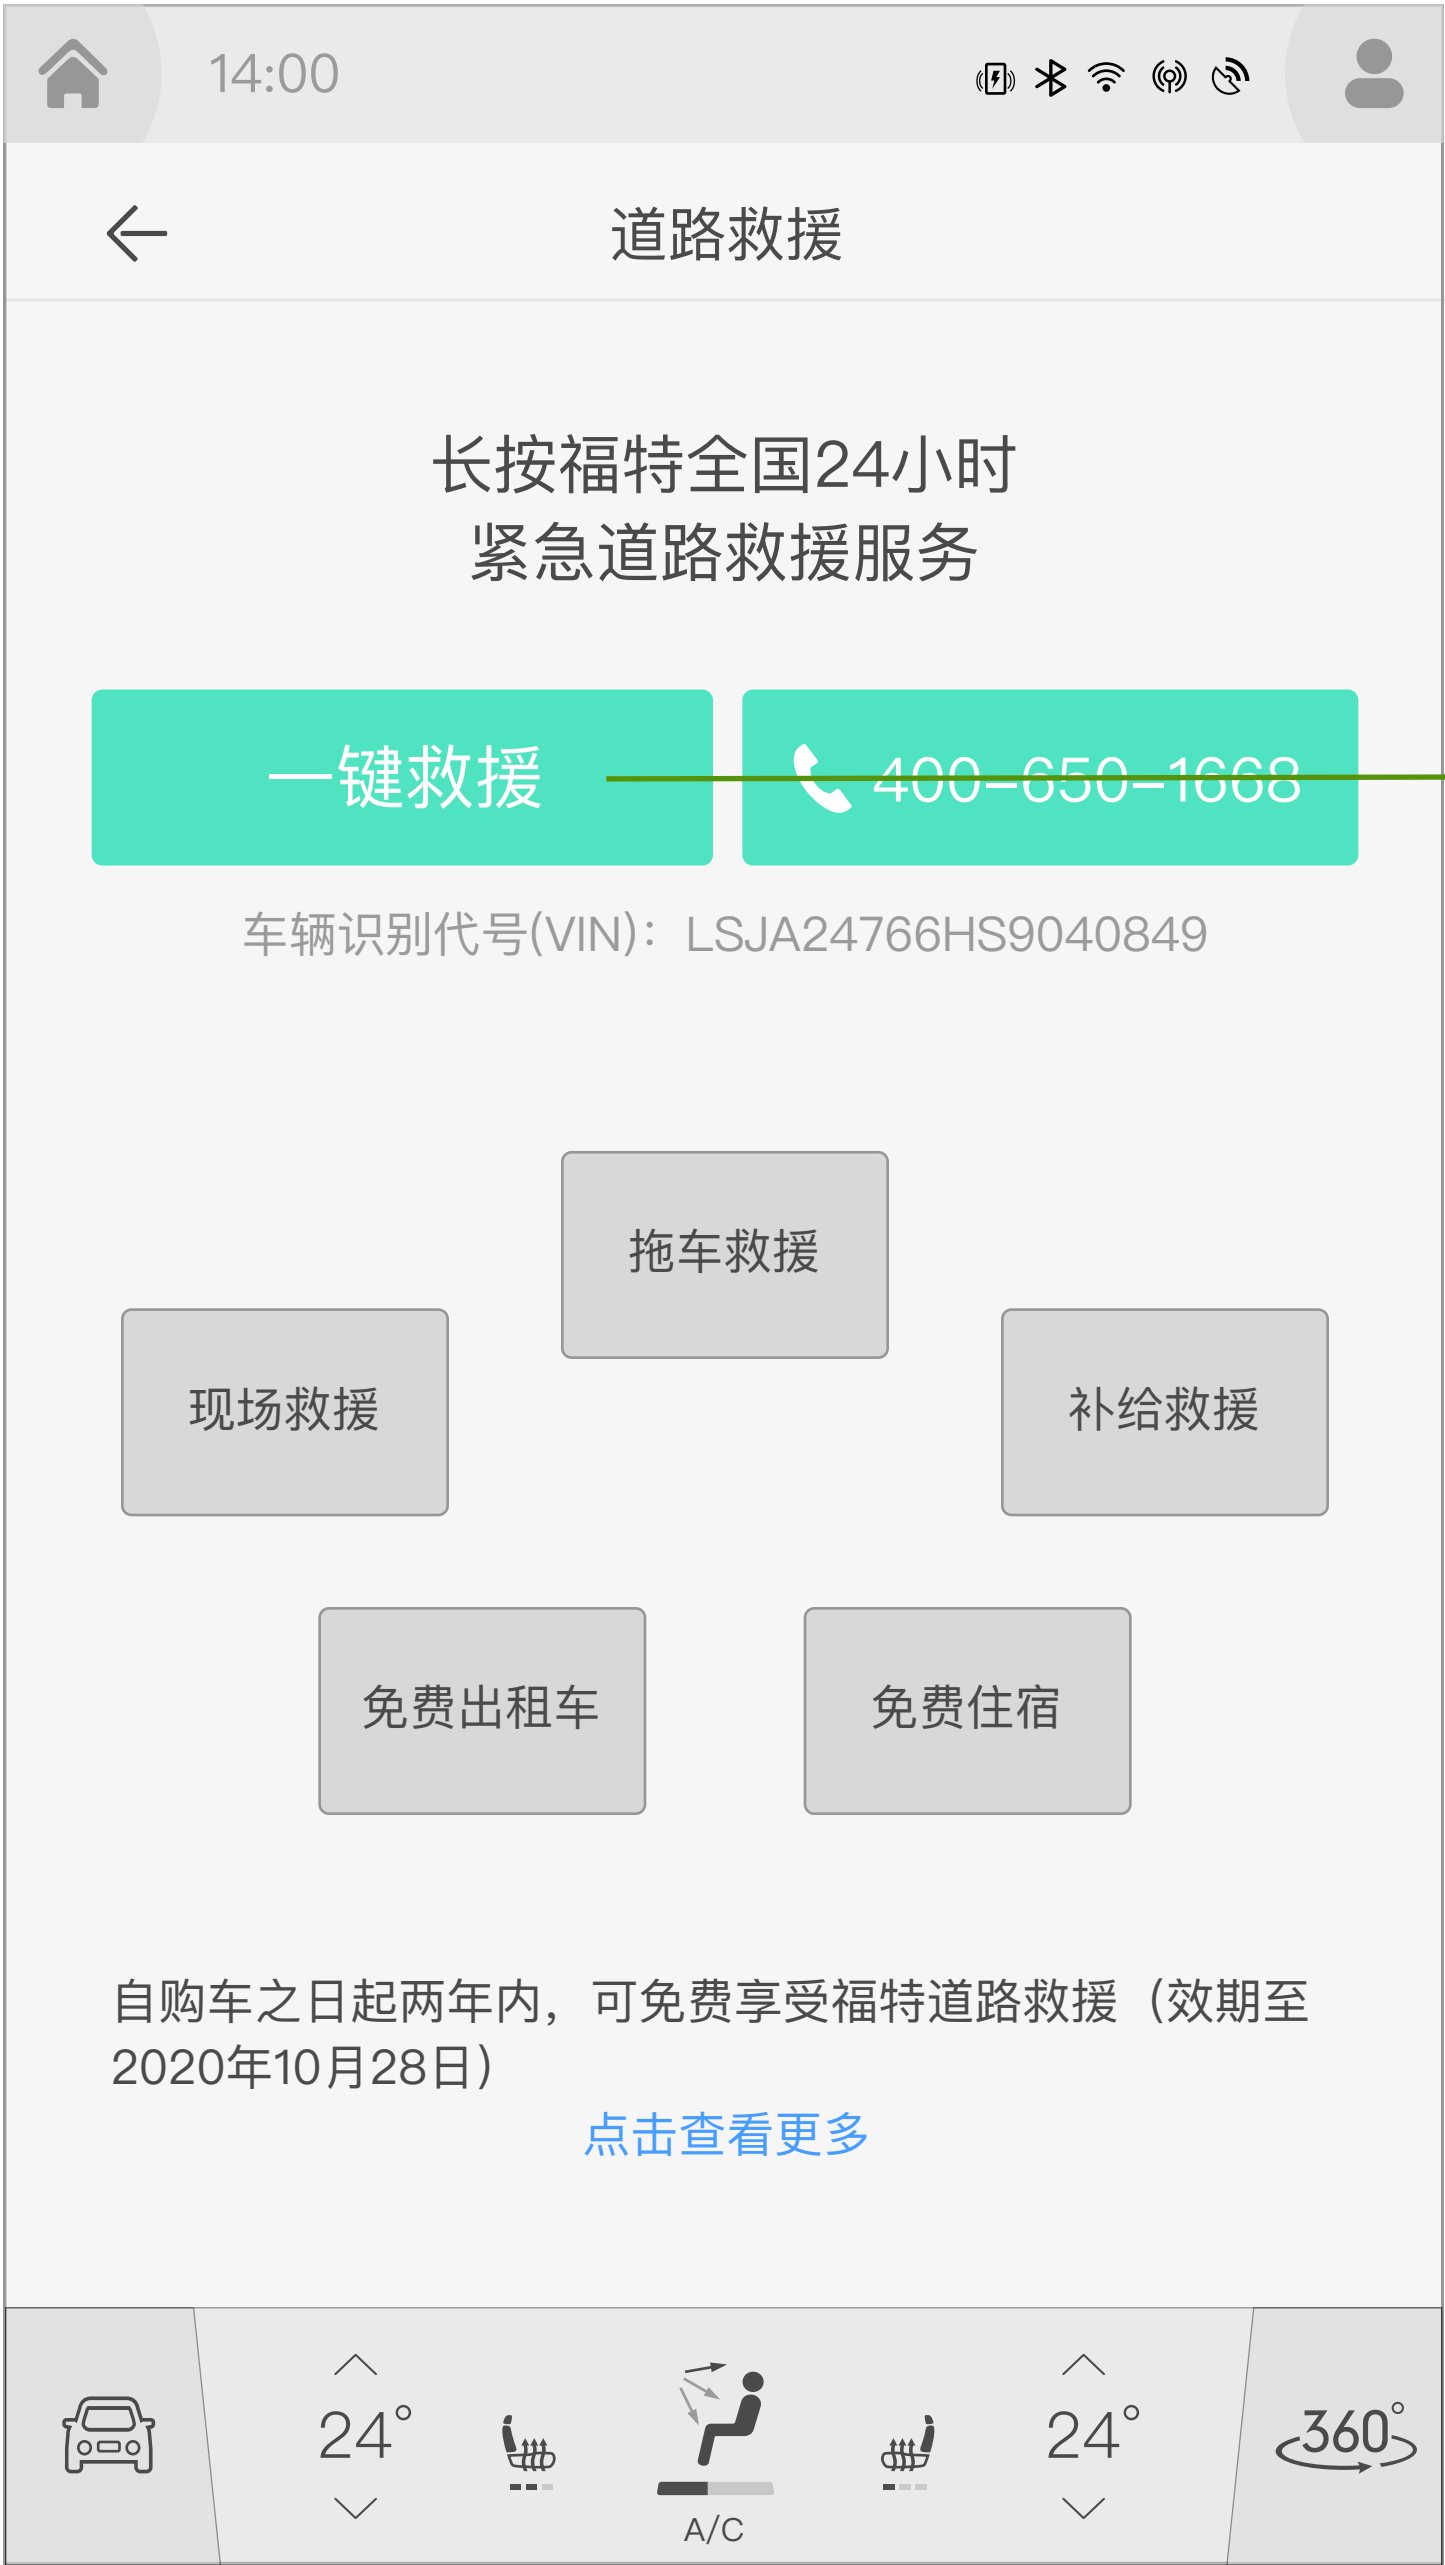 14:00
道路救援
长按福特全国24小时
紧急道路救援服务
一键救援
400-650-1668
车辆识别代号(VIN)：LSJA24766HS9040849
拖车救援
现场救援
补给救援
免费出租车
免费住宿
自购车之日起两年内，可免费享受福特道路救援（效期至
2020年10月28日）
点击查看更多
24°
24°
360°
A/C